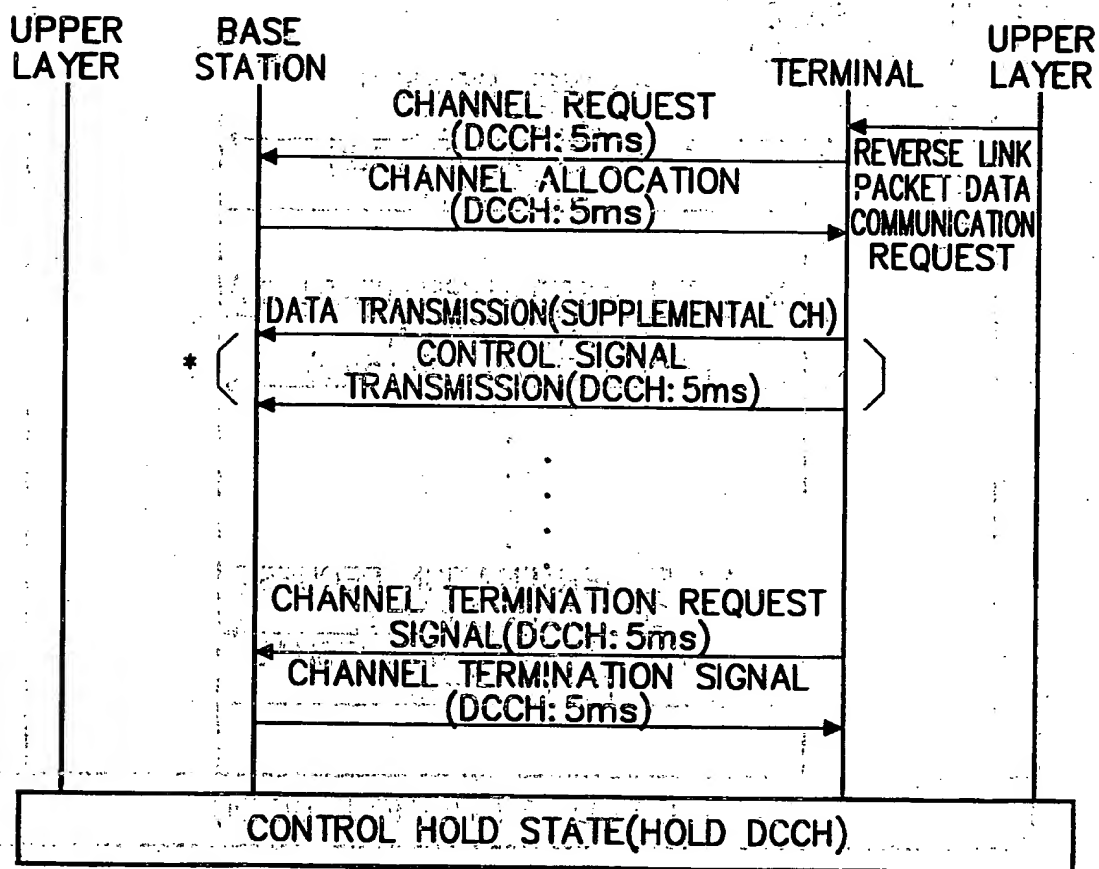 UPPER
LAYER
BASE
STATION
TERMINAL
UPPER
LAYER
CHANNEL REQUEST
(DCCH: 5ms)
REVERSE LINK
PACKET DATA
COMMUNICATION
REQUEST
CHANNEL ALLOCATION
(DCCH: 5ms)
DATA TRANSMISSION(SUPPLEMENTAL CH)
*
CONTROL SIGNAL
TRANSMISSION(DCCH: 5ms)
CHANNEL TERMINATION REQUEST
SIGNAL(DCCH: 5ms)
CHANNEL TERMINATION SIGNAL
(DCCH: 5ms)
CONTROL HOLD STATE(HOLD DCCH)